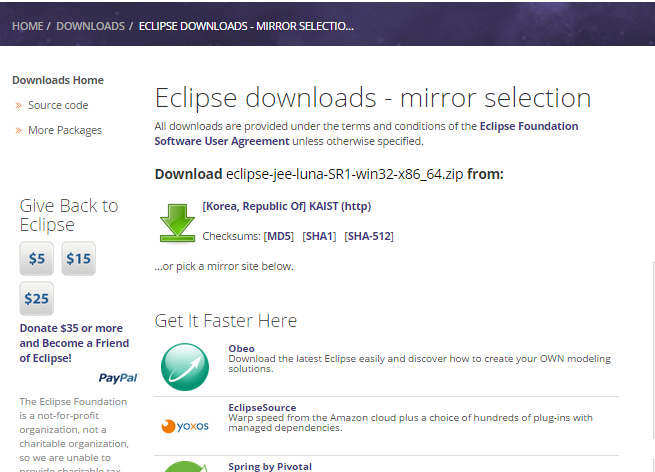 HOME / DOWNLOADS / ECLIPSE DOWNLOADS - MIRROR SELECTIO...
Downloads Home
» Source code
» More Packages
Give Back to
Eclipse
$5 $15
$25
Donate $35 or more
and Become a Friend
of Eclipse!
PayPal
The Eclipse Foundation
is a not-for-profit
organization, not a
charitable organization,
so we are unable to
provide charitable tax
Eclipse downloads - mirror selection
All downloads are provided under the terms and conditions of the Eclipse Foundation
Software User Agreement unless otherwise specified.
Download eclipse-jee-luna-SR1-win32-x86_64.zip from:
[Korea, Republic Of] KAIST (http)
Checksums: [MD5] [SHA1] [SHA-512]
...or pick a mirror site below.
Get It Faster Here
Obeo
Download the latest Eclipse easily and discover how to create your OWN modeling
solutions.
yoxos
EclipseSource
Warp speed from the Amazon cloud plus a choice of hundreds of plug-ins with
managed dependencies.
Spring by Pivotal